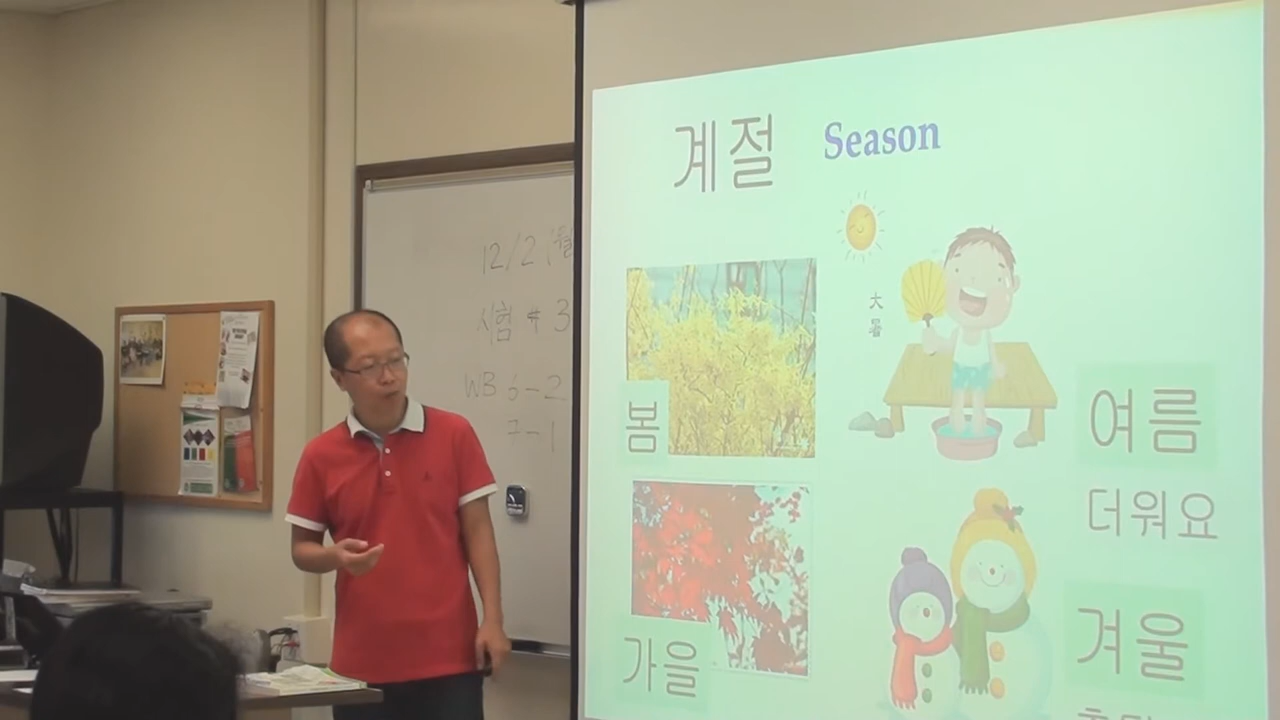 12/2 (월
시험 # 3
WB 6-2
7-1
계절 Season
大
暑
봄
여름
더워요
가을
겨울